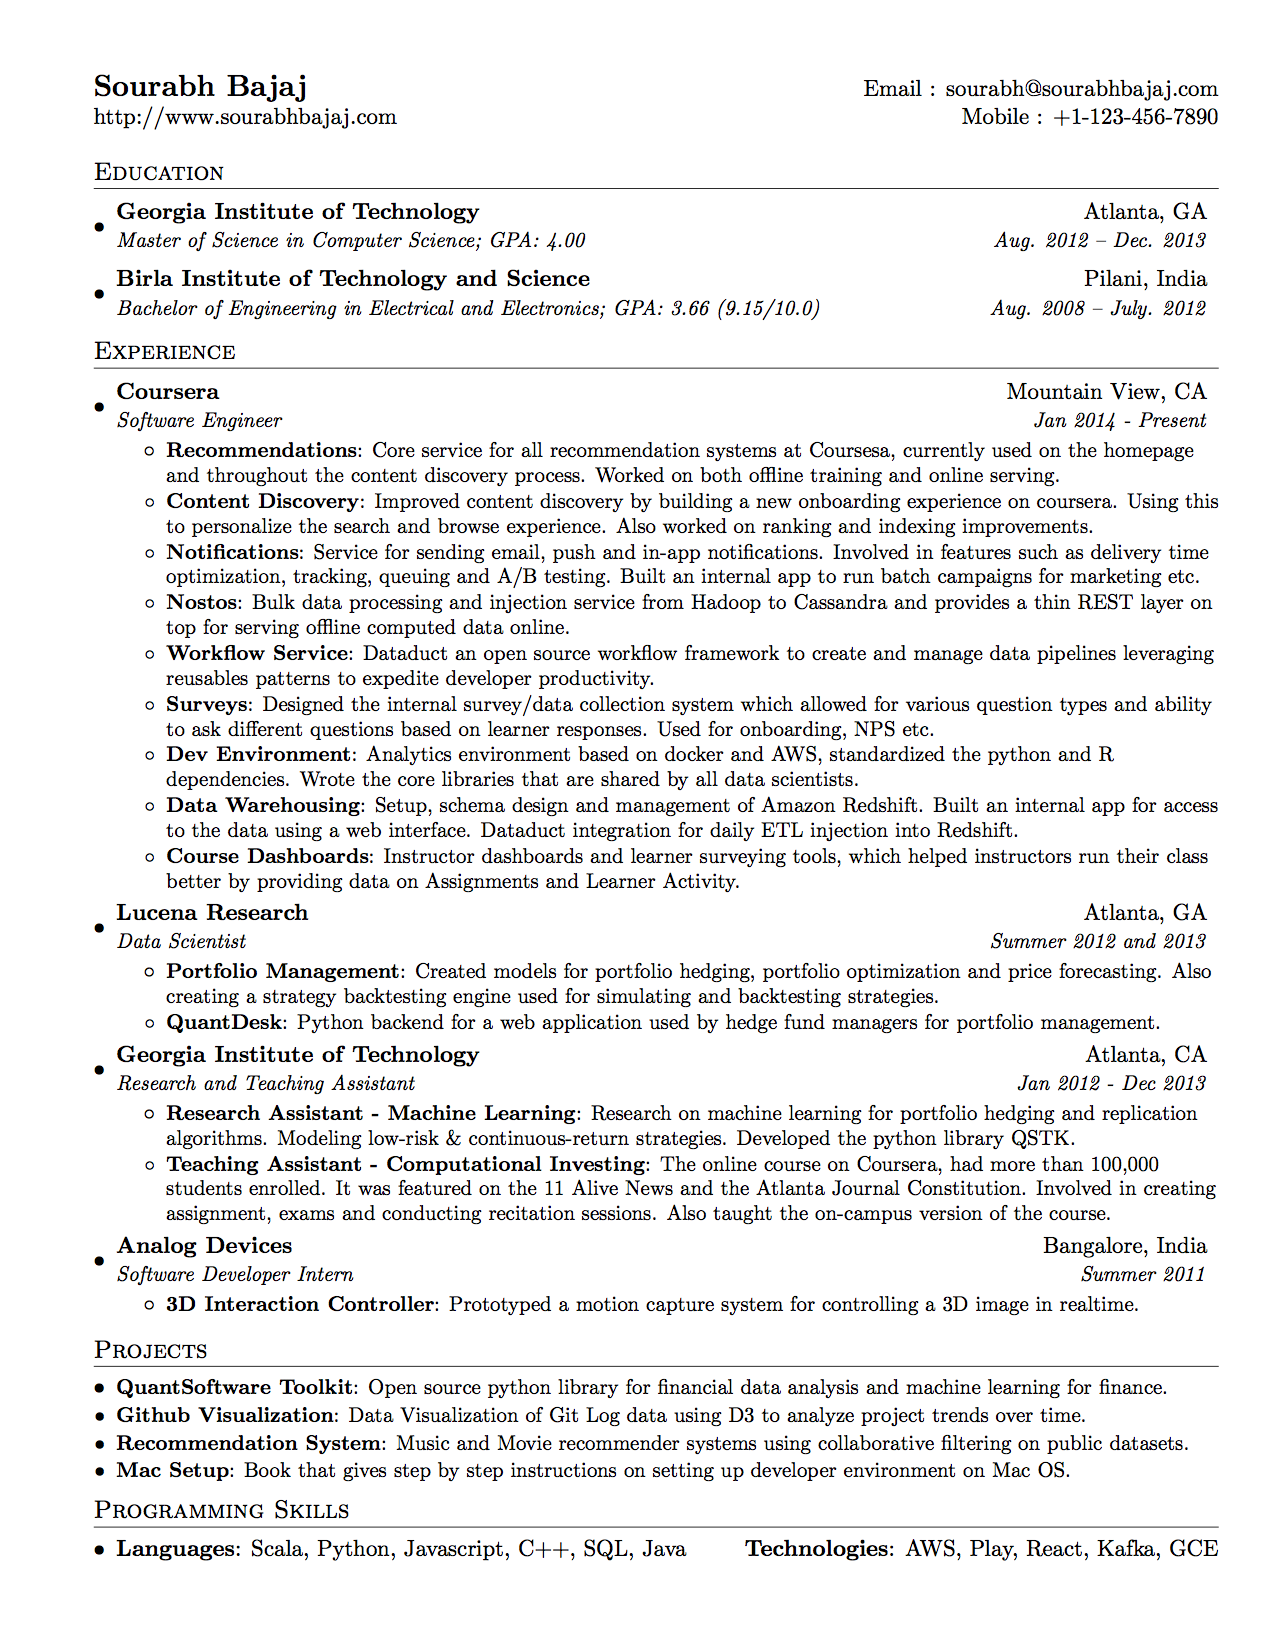 Sourabh Bajaj
Email : sourabh@sourabhbajaj.com
http://www.sourabhbajaj.com
Mobile : +1-123-456-7890
Education
• Georgia Institute of Technology Atlanta, GA
Master of Science in Computer Science; GPA: 4.00 Aug. 2012 – Dec. 2013
• Birla Institute of Technology and Science Pilani, India
Bachelor of Engineering in Electrical and Electronics; GPA: 3.66 (9.15/10.0) Aug. 2008 – July. 2012
Experience
• Coursera Mountain View, CA
Software Engineer Jan 2014 - Present
◦ Recommendations: Core service for all recommendation systems at Coursesa, currently used on the homepage
and throughout the content discovery process. Worked on both offline training and online serving.
◦ Content Discovery: Improved content discovery by building a new onboarding experience on coursera. Using this
to personalize the search and browse experience. Also worked on ranking and indexing improvements.
◦ Notifications: Service for sending email, push and in-app notifications. Involved in features such as delivery time
optimization, tracking, queuing and A/B testing. Built an internal app to run batch campaigns for marketing etc.
◦ Nostos: Bulk data processing and injection service from Hadoop to Cassandra and provides a thin REST layer on
top for serving offline computed data online.
◦ Workflow Service: Dataduct an open source workflow framework to create and manage data pipelines leveraging
reusables patterns to expedite developer productivity.
◦ Surveys: Designed the internal survey/data collection system which allowed for various question types and ability
to ask different questions based on learner responses. Used for onboarding, NPS etc.
◦ Dev Environment: Analytics environment based on docker and AWS, standardized the python and R
dependencies. Wrote the core libraries that are shared by all data scientists.
◦ Data Warehousing: Setup, schema design and management of Amazon Redshift. Built an internal app for access
to the data using a web interface. Dataduct integration for daily ETL injection into Redshift.
◦ Course Dashboards: Instructor dashboards and learner surveying tools, which helped instructors run their class
better by providing data on Assignments and Learner Activity.
• Lucena Research Atlanta, GA
Data Scientist Summer 2012 and 2013
◦ Portfolio Management: Created models for portfolio hedging, portfolio optimization and price forecasting. Also
creating a strategy backtesting engine used for simulating and backtesting strategies.
◦ QuantDesk: Python backend for a web application used by hedge fund managers for portfolio management.
• Georgia Institute of Technology Atlanta, CA
Research and Teaching Assistant Jan 2012 - Dec 2013
◦ Research Assistant - Machine Learning: Research on machine learning for portfolio hedging and replication
algorithms. Modeling low-risk & continuous-return strategies. Developed the python library QSTK.
◦ Teaching Assistant - Computational Investing: The online course on Coursera, had more than 100,000
students enrolled. It was featured on the 11 Alive News and the Atlanta Journal Constitution. Involved in creating
assignment, exams and conducting recitation sessions. Also taught the on-campus version of the course.
• Analog Devices Bangalore, India
Software Developer Intern Summer 2011
◦ 3D Interaction Controller: Prototyped a motion capture system for controlling a 3D image in realtime.
Projects
• QuantSoftware Toolkit: Open source python library for financial data analysis and machine learning for finance.
• Github Visualization: Data Visualization of Git Log data using D3 to analyze project trends over time.
• Recommendation System: Music and Movie recommender systems using collaborative filtering on public datasets.
• Mac Setup: Book that gives step by step instructions on setting up developer environment on Mac OS.
Programming Skills
• Languages: Scala, Python, Javascript, C++, SQL, Java Technologies: AWS, Play, React, Kafka, GCE